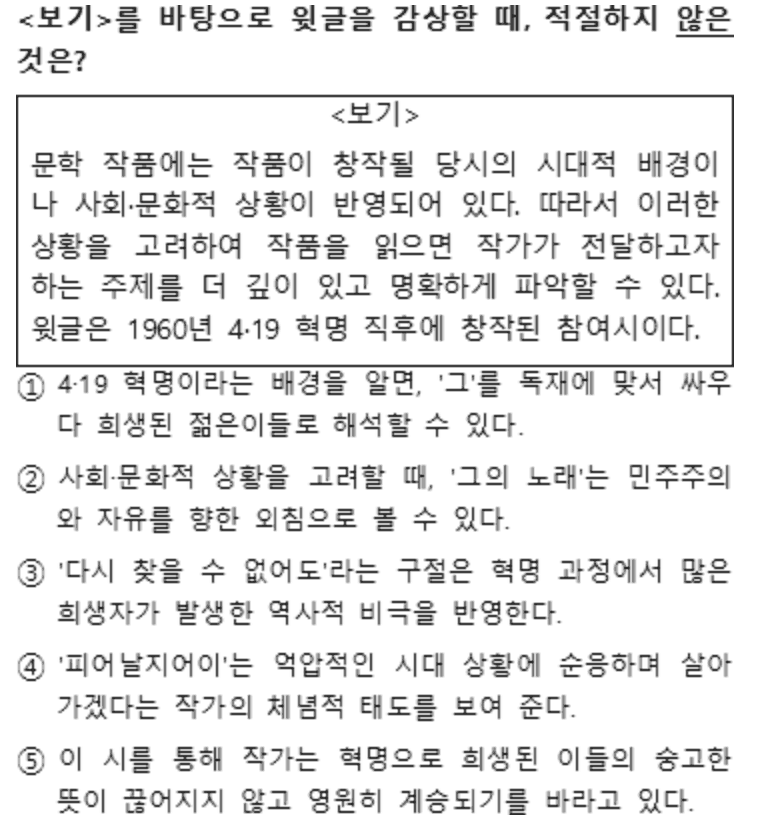 <보기>를 바탕으로 윗글을 감상할 때, 적절하지 않은
것은?
<보기>
문학 작품에는 작품이 창작될 당시의 시대적 배경이
나 사회·문화적 상황이 반영되어 있다. 따라서 이러한
상황을 고려하여 작품을 읽으면 작가가 전달하고자
하는 주제를 더 깊이 있고 명확하게 파악할 수 있다.
윗글은 1960년 4·19 혁명 직후에 창작된 참여시이다.
① 4·19 혁명이라는 배경을 알면, '그'를 독재에 맞서 싸우
다 희생된 젊은이들로 해석할 수 있다.
② 사회·문화적 상황을 고려할 때, '그의 노래'는 민주주의
와 자유를 향한 외침으로 볼 수 있다.
③ '다시 찾을 수 없어도'라는 구절은 혁명 과정에서 많은
희생자가 발생한 역사적 비극을 반영한다.
④ '피어날지어이'는 억압적인 시대 상황에 순응하며 살아
가겠다는 작가의 체념적 태도를 보여 준다.
⑤ 이 시를 통해 작가는 혁명으로 희생된 이들의 숭고한
뜻이 끊어지지 않고 영원히 계승되기를 바라고 있다.